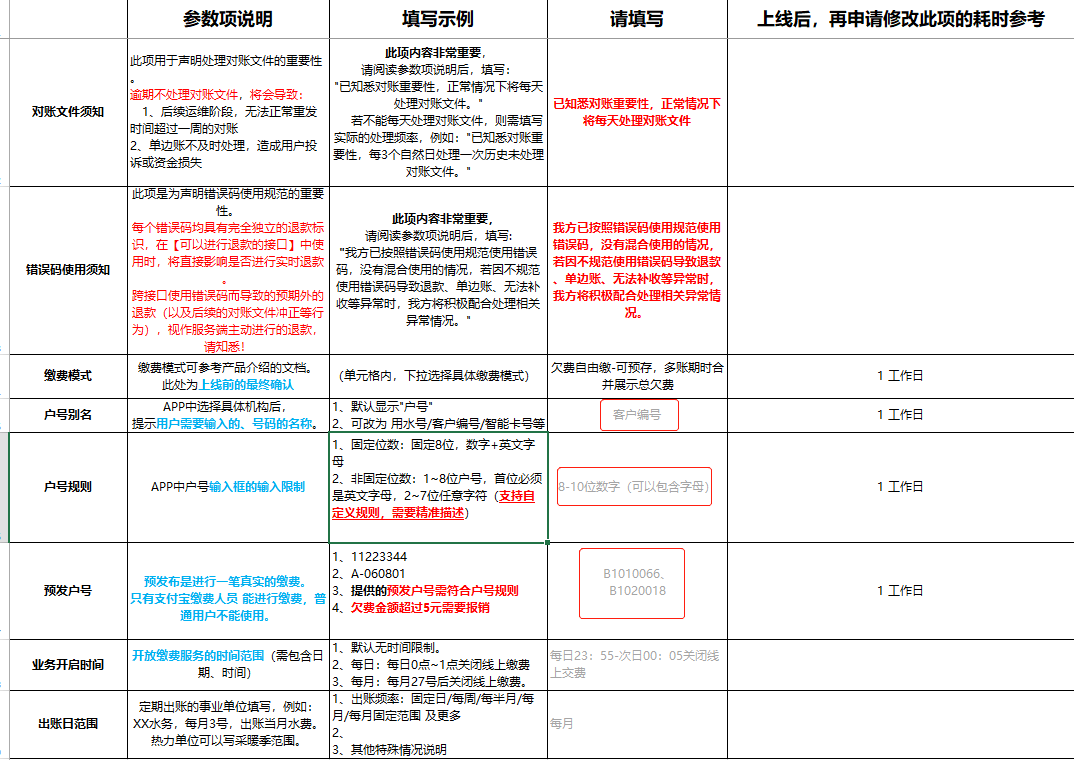 参数项说明
填写示例
请填写
上线后，再申请修改此项的耗时参考
对账文件须知
此项用于声明处理对账文件的重要性
。
逾期不处理对账文件，将会导致：
1、后续运维阶段，无法正常重发
时间超过一周的对账
2、单边账不及时处理，造成用户投
诉或资金损失
此项内容非常重要，
请阅读参数项说明后，填写：
"已知悉对账重要性，正常情况下将每天
处理对账文件。"
若不能每天处理对账文件，则需填写
实际的处理频率，例如："已知悉对账重
要性，每3个自然日处理一次历史未处理
对账文件。"
已知悉对账重要性，正常情况下
将每天处理对账文件
错误码使用须知
此项是为声明错误码使用规范的重要
性。
每个错误码均具有完全独立的退款标
识，在【可以进行退款的接口】中使
用时，将直接影响是否进行实时退款
。
跨接口使用错误码而导致的预期外的
退款（以及后续的对账文件冲正等行
为），视作服务端主动进行的退款，
请知悉！
此项内容非常重要，
请阅读参数项说明后，填写：
"我方已按照错误码使用规范使用错误
码，没有混合使用的情况，若因不规范
使用错误码导致退款、单边账、无法补
收等异常时，我方将积极配合处理相关
异常情况。"
我方已按照错误码使用规范使用
错误码，没有混合使用的情况，
若因不规范使用错误码导致退款
、单边账、无法补收等异常时，
我方将积极配合处理相关异常情
况。
缴费模式
缴费模式可参考产品介绍的文档。
此处为上线前的最终确认
（单元格内，下拉选择具体缴费模式）
欠费自由缴-可预存，多账期时合
并展示总欠费
1 工作日
户号别名
APP中选择具体机构后，
提示用户需要输入的、号码的名称。
1、默认显示"户号"
2、可改为 用水号/客户编号/智能卡号等
客户编号
1 工作日
户号规则
APP中户号输入框的输入限制
1、固定位数：固定8位，数字+英文字
母
2、非固定位数：1~8位户号，首位必须
是英文字母，2~7位任意字符（支持自
定义规则，需要精准描述）
8-10位数字（可以包含字母）
1 工作日
预发户号
预发布是进行一笔真实的缴费。
只有支付宝缴费人员 能进行缴费，普
通用户不能使用。
1、11223344
2、A-060801
3、提供的预发户号需符合户号规则
4、欠费金额超过5元需要报销
B1010066、
B1020018
1 工作日
业务开启时间
开放缴费服务的时间范围（需包含日
期、时间）
1、默认无时间限制。
2、每日：每日0点~1点关闭线上缴费
3、每月：每月27号后关闭线上缴费。
每日23：55-次日00：05关闭线
上交费
出账日范围
定期出账的事业单位填写，例如：
XX水务，每月3号，出账当月水费。
热力单位可以写采暖季范围。
1、出账频率：固定日/每周/每半月/每
月/每月固定范围 及更多
2、
3、其他特殊情况说明
每月